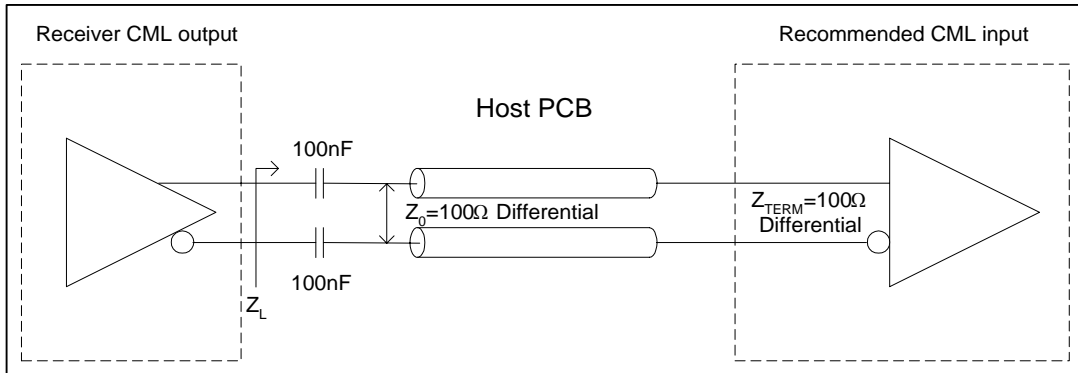 Receiver CML output
Recommended CML input
Host PCB
100nF
Z0=100Ω Differential
ZTERM=100Ω
Differential
100nF
ZL